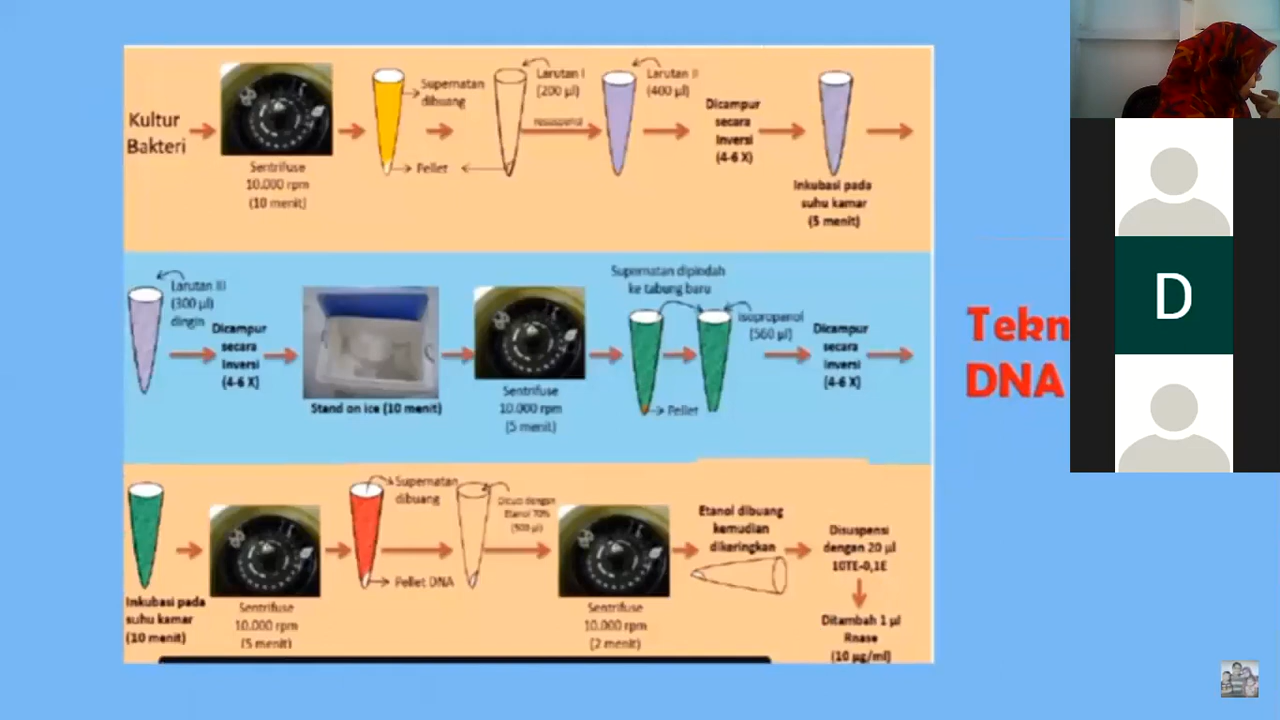 Kultur
Bakteri
Sentrifuse
10.000 rpm
(10 menit)
Supernatan
dibuang
Pellet
Larutan I
(200 µl)
resuspensi
Larutan II
(400 µl)
Dicampur
secara
Inversi
(4-6 X)
Inkubasi pada
suhu kamar
(5 menit)
Larutan III
(300 µl)
dingin
Dicampur
secara
Inversi
(4-6 X)
Stand on ice (10 menit)
Sentrifuse
10.000 rpm
(5 menit)
Supernatan dipindah
ke tabung baru
Pellet
isopropanol
(560 µl)
Dicampur
secara
Inversi
(4-6 X)
Tekn
DNA
D
Inkubasi pada
suhu kamar
(10 menit)
Sentrifuse
10.000 rpm
(5 menit)
Supernatan
dibuang
Pellet DNA
Dicuci dengan
Etanol 70%
(500 µl)
Sentrifuse
10.000 rpm
(2 menit)
Etanol dibuang
kemudian
dikeringkan
Disuspensi
dengan 20 µl
10TE-0,1E
Ditambah 1 µl
Rnase
(10 µg/ml)